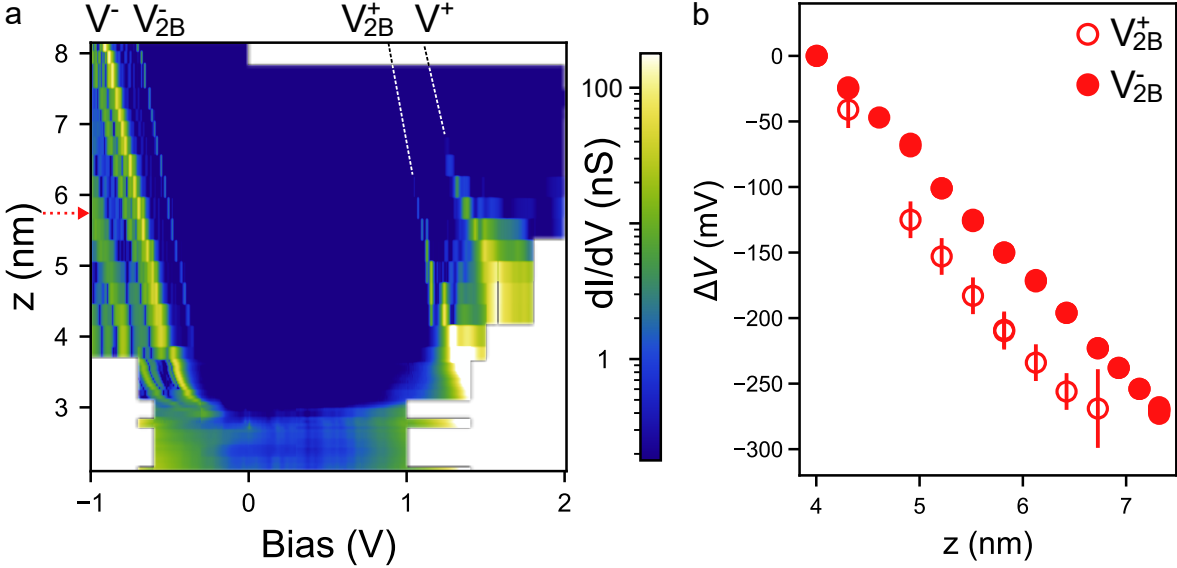 a
V⁻ V₂B⁻ V₂B⁺ V⁺
8
7
6
5
4
3
z (nm)
−1 0 1 2
Bias (V)
100
1
dI/dV (nS)
b
V₂B⁺
V₂B⁻
0
−50
−100
−150
−200
−250
−300
ΔV (mV)
4 5 6 7
z (nm)